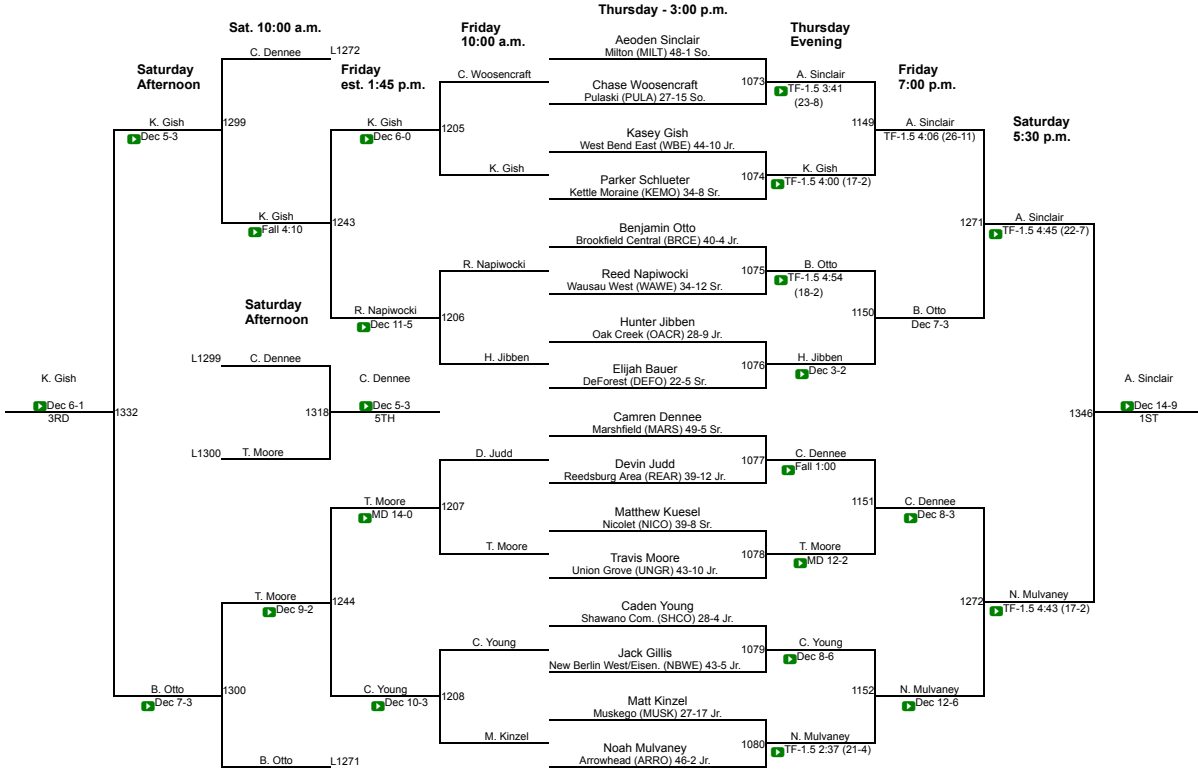 Thursday - 3:00 p.m.
Sat. 10:00 a.m.
Friday
10:00 a.m.
Thursday
Evening
Aeoden Sinclair
Milton (MILT) 48-1 So.
C. Dennee
L1272
Saturday
Afternoon
Friday
est. 1:45 p.m.
C. Woosencraft
Chase Woosencraft
Pulaski (PULA) 27-15 So.
1073
A. Sinclair
TF-1.5 3:41
(23-8)
Friday
7:00 p.m.
K. Gish
Dec 5-3
1299
K. Gish
Dec 6-0
1205
Kasey Gish
West Bend East (WBE) 44-10 Jr.
1149
A. Sinclair
TF-1.5 4:06 (26-11)
Saturday
5:30 p.m.
K. Gish
Parker Schlueter
Kettle Moraine (KEMO) 34-8 Sr.
1074
K. Gish
TF-1.5 4:00 (17-2)
K. Gish
Fall 4:10
1243
Benjamin Otto
Brookfield Central (BRCE) 40-4 Jr.
1271
A. Sinclair
TF-1.5 4:45 (22-7)
R. Napiwocki
Reed Napiwocki
Wausau West (WAWE) 34-12 Sr.
1075
B. Otto
TF-1.5 4:54
(18-2)
Saturday
Afternoon
R. Napiwocki
Dec 11-5
1206
Hunter Jibben
Oak Creek (OACR) 28-9 Jr.
1150
B. Otto
Dec 7-3
L1299
C. Dennee
H. Jibben
Elijah Bauer
DeForest (DEFO) 22-5 Sr.
1076
H. Jibben
Dec 3-2
K. Gish
Dec 6-1
3RD
1332
1318
C. Dennee
Dec 5-3
5TH
Camren Dennee
Marshfield (MARS) 49-5 Sr.
1346
A. Sinclair
Dec 14-9
1ST
L1300
T. Moore
D. Judd
Devin Judd
Reedsburg Area (REAR) 39-12 Jr.
1077
C. Dennee
Fall 1:00
T. Moore
MD 14-0
1207
Matthew Kuesel
Nicolet (NICO) 39-8 Sr.
1151
C. Dennee
Dec 8-3
T. Moore
Travis Moore
Union Grove (UNGR) 43-10 Jr.
1078
T. Moore
MD 12-2
T. Moore
Dec 9-2
1244
Caden Young
Shawano Com. (SHCO) 28-4 Jr.
1272
N. Mulvaney
TF-1.5 4:43 (17-2)
C. Young
Jack Gillis
New Berlin West/Eisen. (NBWE) 43-5 Jr.
1079
C. Young
Dec 8-6
B. Otto
Dec 7-3
1300
C. Young
Dec 10-3
1208
Matt Kinzel
Muskego (MUSK) 27-17 Jr.
1152
N. Mulvaney
Dec 12-6
M. Kinzel
Noah Mulvaney
Arrowhead (ARRO) 46-2 Jr.
1080
N. Mulvaney
TF-1.5 2:37 (21-4)
B. Otto
L1271